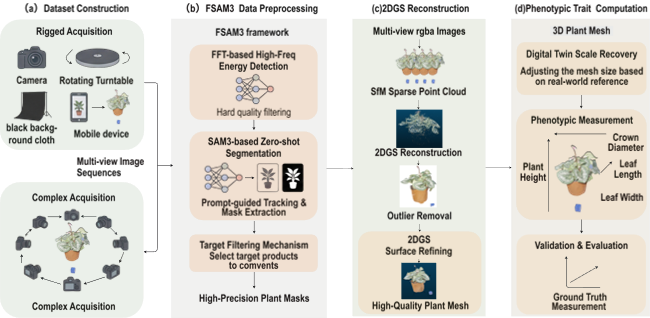 (a) Dataset Construction
Rigged Acquisition
Camera
Rotating Turntable
black backg-
round cloth
Mobile device
Multi-view Image
Sequences
Complex Acquisition
Complex Acquisition
(b) FSAM3 Data Preprocessing
FSAM3 framework
FFT-based High-Freq
Energy Detection
Hard quality filtering
SAM3-based Zero-shot
Segmentation
Prompt-guided Tracking &
Mask Extraction
Target Filtering Mechanism
Select target products
to comvents
High-Precision Plant Masks
(c)2DGS Reconstruction
Multi-view rgba Images
SfM Sparse Point Cloud
2DGS Reconstruction
Outlier Removal
2DGS
Surface Refining
High-Quality Plant Mesh
(d)Phenotypic Trait Computation
3D Plant Mesh
Digital Twin Scale Recovery
Adjusting the mesh size based
on real-world reference
Phenotypic Measurement
Crown
Diameter
Plant
Height
Leaf
Length
Leaf Width
Validation & Evaluation
Ground Truth
Measurement